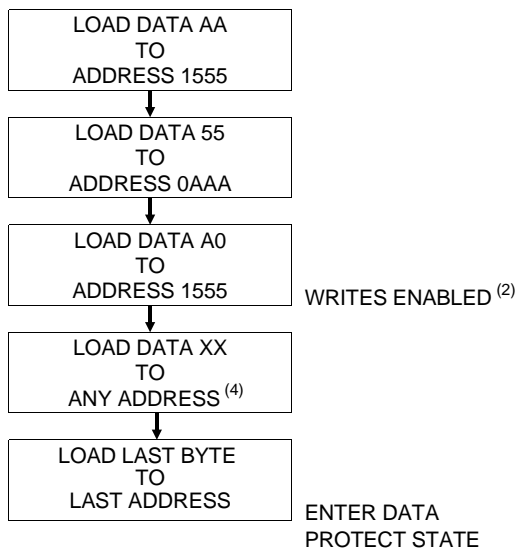 LOAD DATA AA
TO
ADDRESS 1555
LOAD DATA 55
TO
ADDRESS 0AAA
LOAD DATA A0
TO
ADDRESS 1555
WRITES ENABLED (2)
LOAD DATA XX
TO
ANY ADDRESS (4)
LOAD LAST BYTE
TO
LAST ADDRESS
ENTER DATA
PROTECT STATE